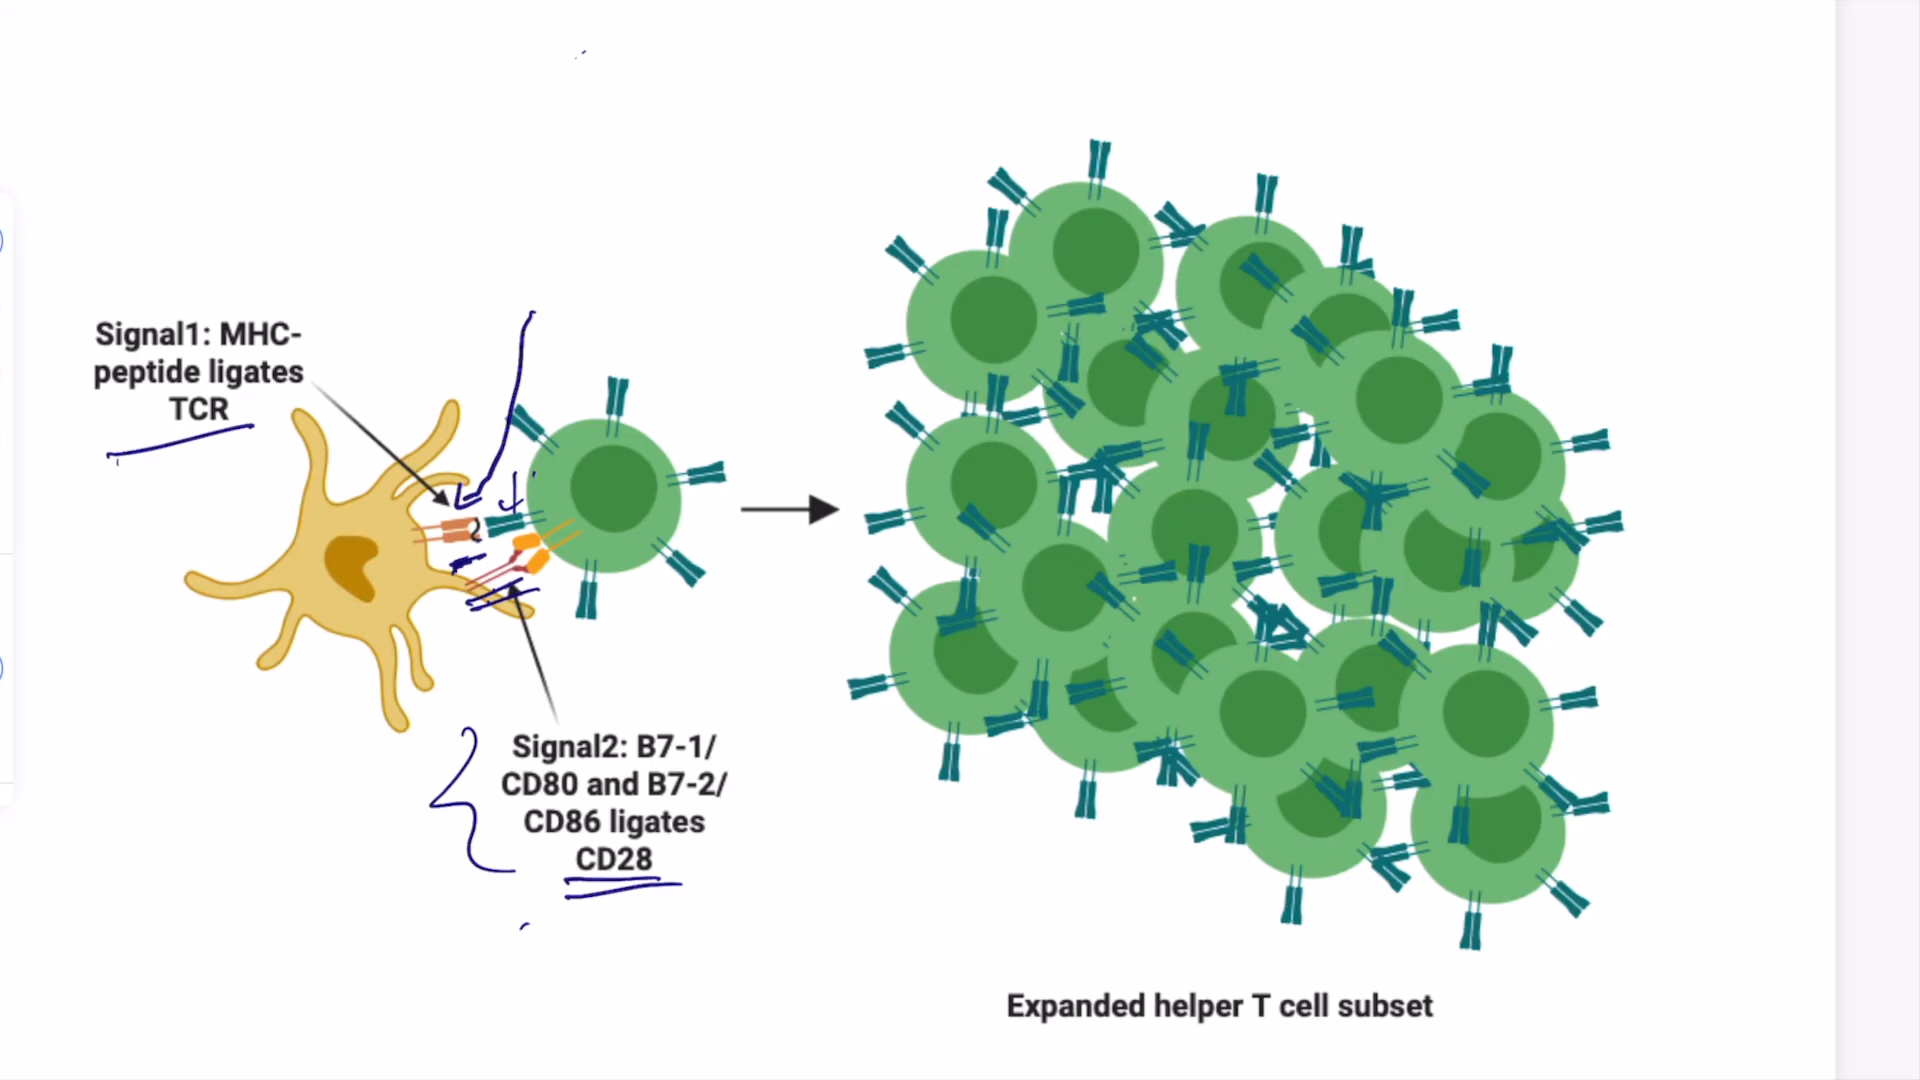 Signal1: MHC-
peptide ligates
TCR
Signal2: B7-1/
CD80 and B7-2/
CD86 ligates
CD28
Expanded helper T cell subset